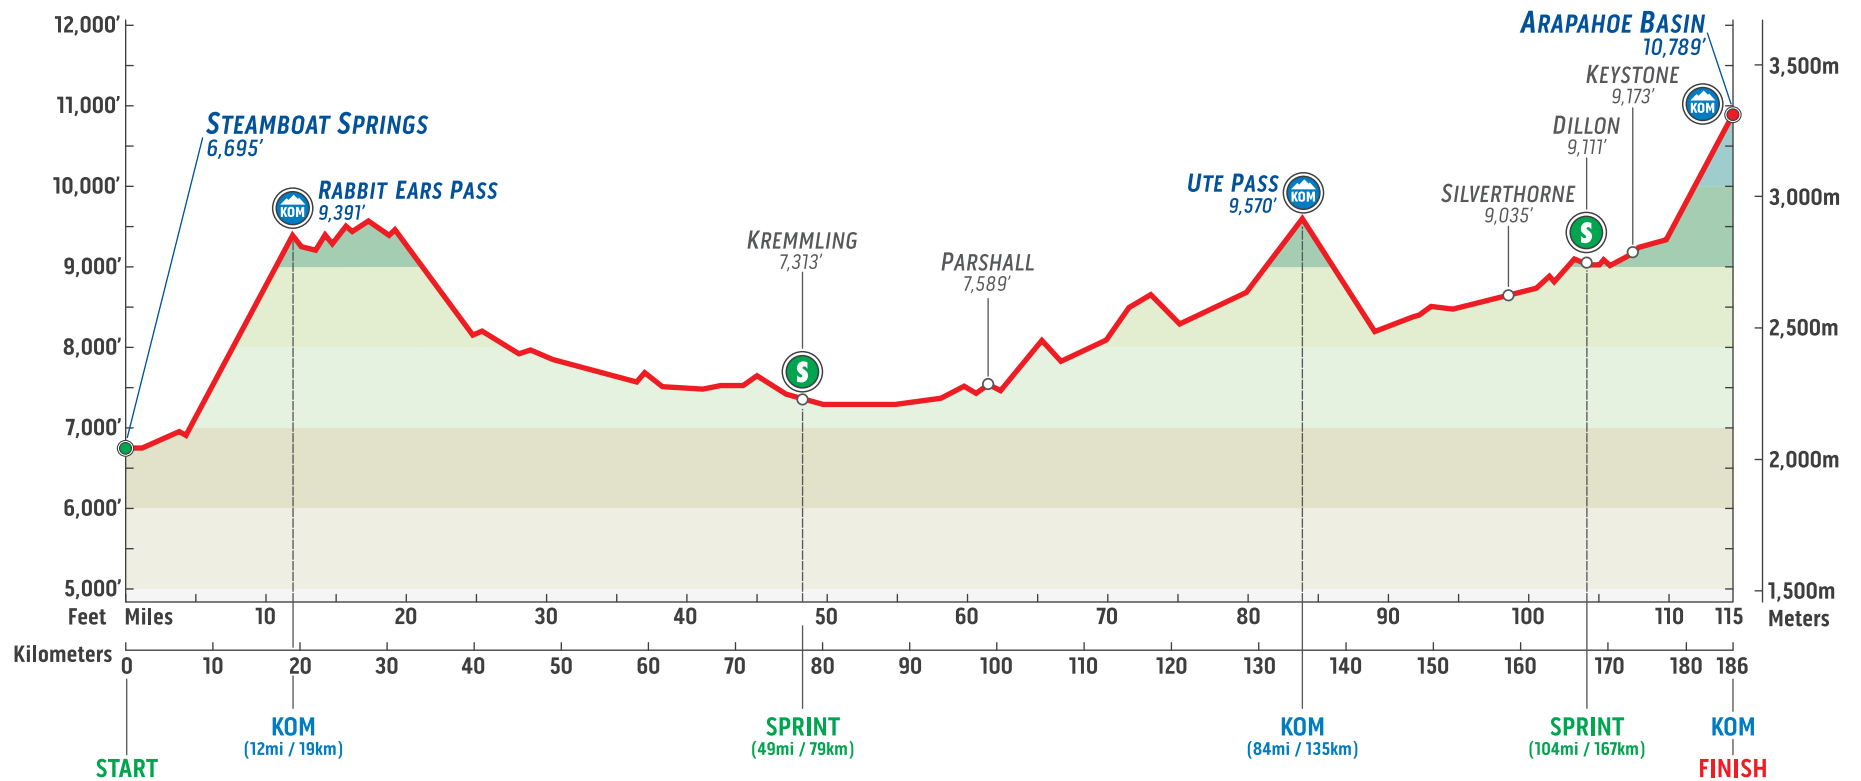 12,000’
11,000’
10,000’
9,000’
8,000’
7,000’
6,000’
5,000’
Feet
STEAMBOAT SPRINGS
6,695’
KOM
RABBIT EARS PASS
9,391’
KREMMLING
7,313’
S
PARSHALL
7,589’
UTE PASS
9,570’
KOM
SILVERTHORNE
9,035’
DILLON
9,111’
S
KEYSTONE
9,173’
ARAPAHOE BASIN
10,789’
KOM
3,500m
3,000m
2,500m
2,000m
1,500m
Meters
Miles 10 20 30 40 50 60 70 80 90 100 110 115
Kilometers 0 10 20 30 40 50 60 70 80 90 100 110 120 130 140 150 160 170 180 186
START
KOM
(12mi / 19km)
SPRINT
(49mi / 79km)
KOM
(84mi / 135km)
SPRINT
(104mi / 167km)
KOM
FINISH